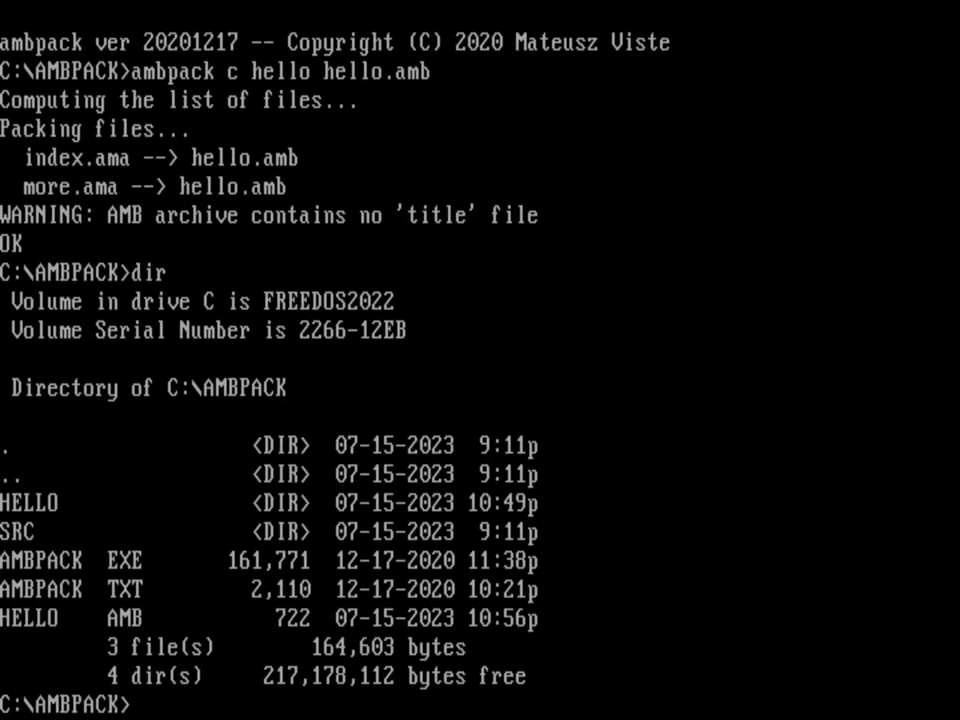 ambpack ver 20201217 -- Copyright (C) 2020 Mateusz Viste
C:\AMBPACK>ambpack c hello hello.amb
Computing the list of files...
Packing files...
  index.ama --> hello.amb
  more.ama --> hello.amb
WARNING: AMB archive contains no 'title' file
OK
C:\AMBPACK>dir
 Volume in drive C is FREEDOS2022
 Volume Serial Number is 2266-12EB

 Directory of C:\AMBPACK

.                    <DIR>  07-15-2023  9:11p
..                   <DIR>  07-15-2023  9:11p
HELLO                <DIR>  07-15-2023 10:49p
SRC                  <DIR>  07-15-2023  9:11p
AMBPACK  EXE       161,771  12-17-2020 11:38p
AMBPACK  TXT         2,110  12-17-2020 10:21p
HELLO    AMB           722  07-15-2023 10:56p
         3 file(s)        164,603 bytes
         4 dir(s)     217,178,112 bytes free
C:\AMBPACK>